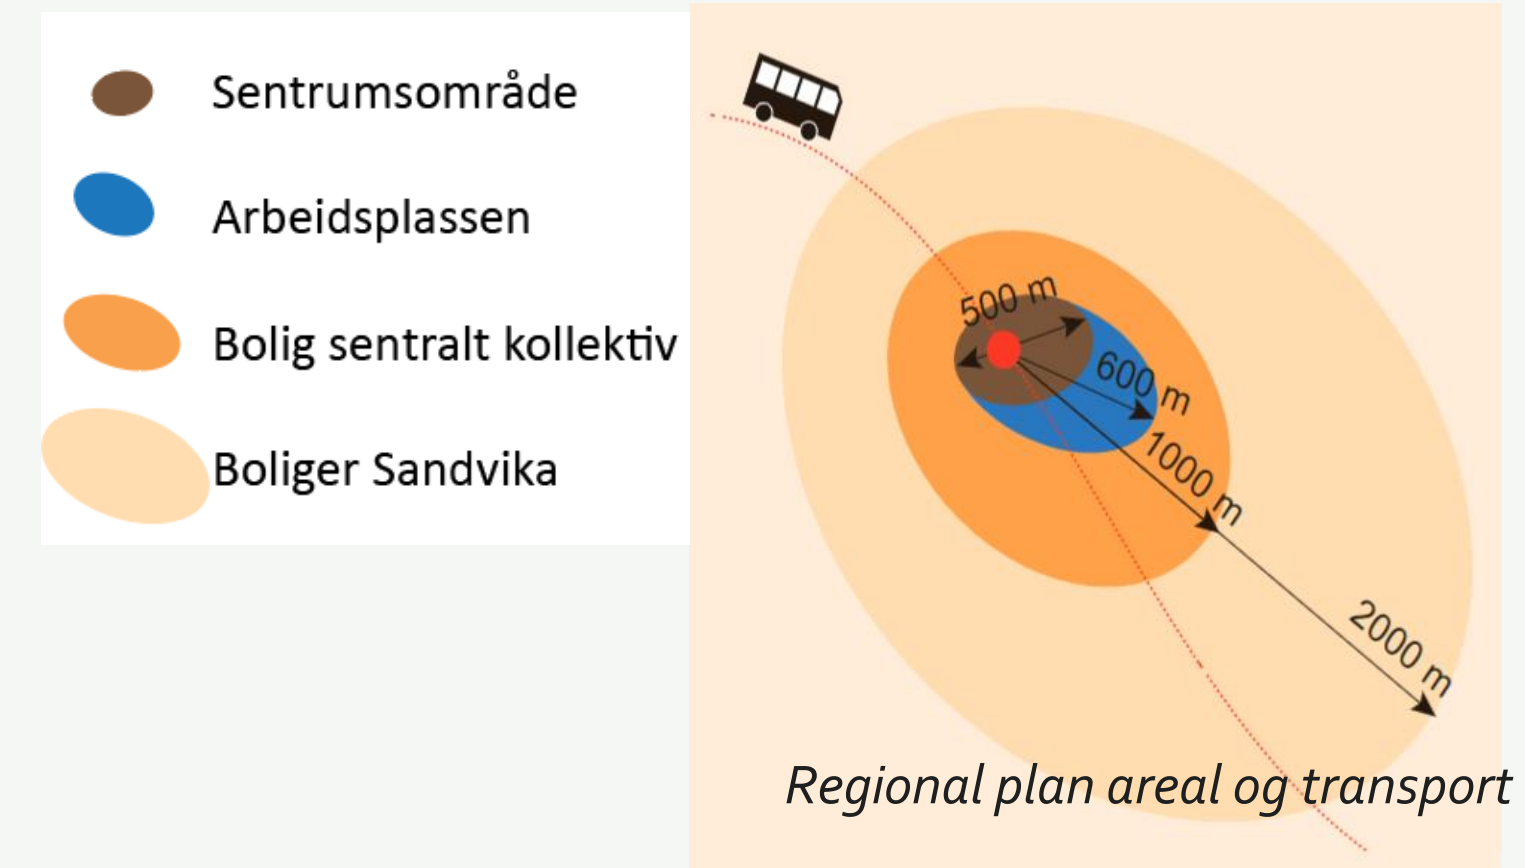 Sentrumsområde
Arbeidsplassen
Bolig sentralt kollektiv
Boliger Sandvika
500 m
600 m
1000 m
2000 m
Regional plan areal og transport